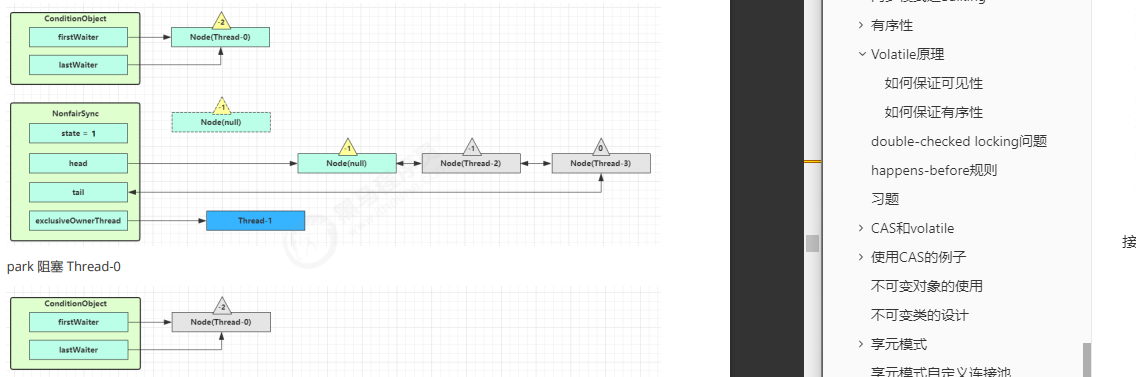 ConditionObject
-2
firstWaiter
Node(Thread-0)
lastWaiter
NonfairSync
-1
state = 1
Node(null)
-1
-1
0
head
Node(null)
Node(Thread-2)
Node(Thread-3)
tail
exclusiveOwnerThread
Thread-1
park 阻塞 Thread-0
ConditionObject
-2
firstWaiter
Node(Thread-0)
lastWaiter
有序性
Volatile原理
如何保证可见性
如何保证有序性
double-checked locking问题
happens-before规则
习题
CAS和volatile
使用CAS的例子
不可变对象的使用
不可变类的设计
享元模式
享元模式自定义连接池
接